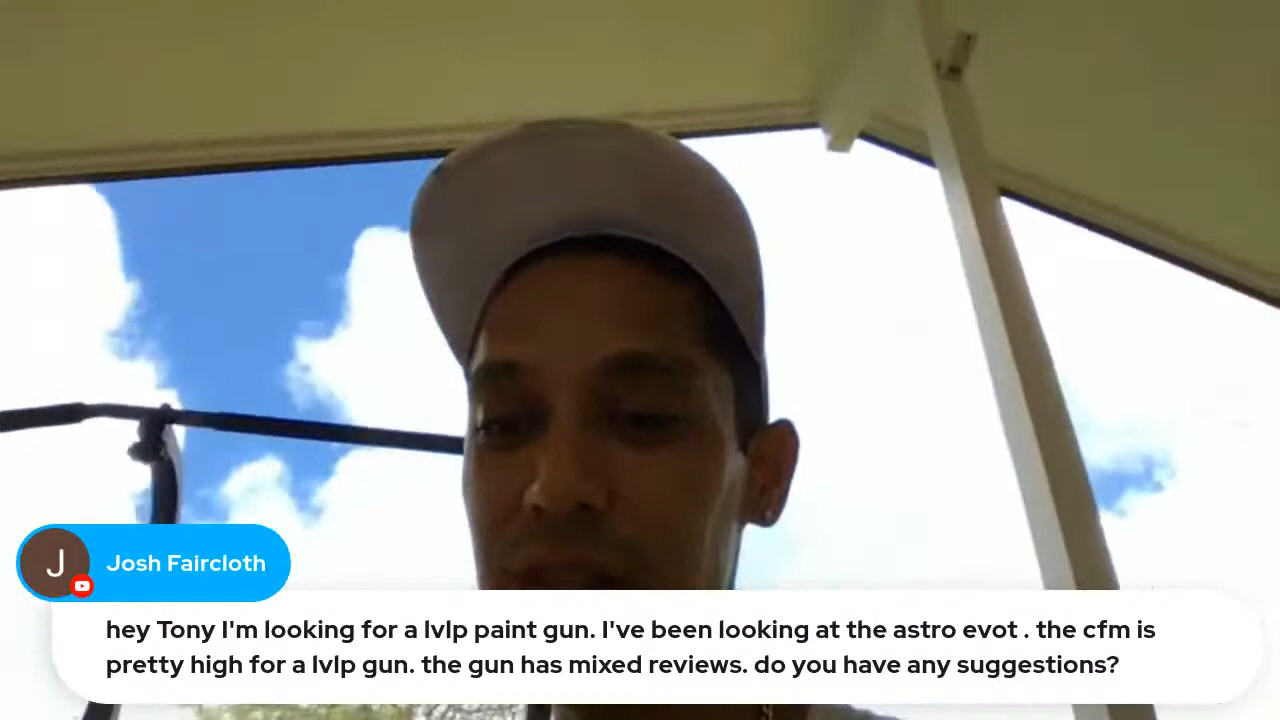 J
Josh Faircloth
hey Tony I'm looking for a lvlp paint gun. I've been looking at the astro evot . the cfm is
pretty high for a lvlp gun. the gun has mixed reviews. do you have any suggestions?